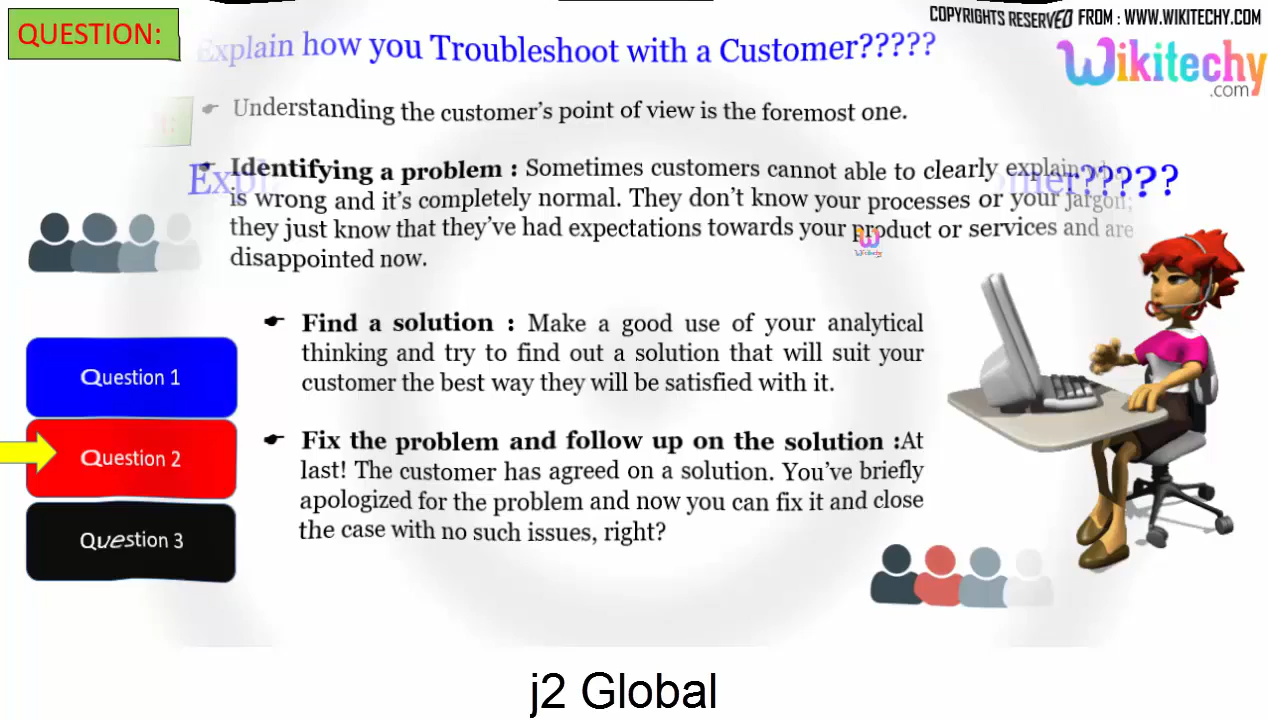 QUESTION:
COPYRIGHTS RESERVED FROM : WWW.WIKITECHY.COM
Explain how you Troubleshoot with a Customer?????
Wikitechy
.com
☛ Understanding the customer's point of view is the foremost one.
☛ Identifying a problem : Sometimes customers cannot able to clearly explain
is wrong and it's completely normal. They don't know your processes or your jargon;
they just know that they've had expectations towards your product or services and are
disappointed now.
Wikitechy
☛ Find a solution : Make a good use of your analytical
thinking and try to find out a solution that will suit your
customer the best way they will be satisfied with it.
☛ Fix the problem and follow up on the solution :At
last! The customer has agreed on a solution. You've briefly
apologized for the problem and now you can fix it and close
the case with no such issues, right?
Question 1
Question 2
Question 3
j2 Global